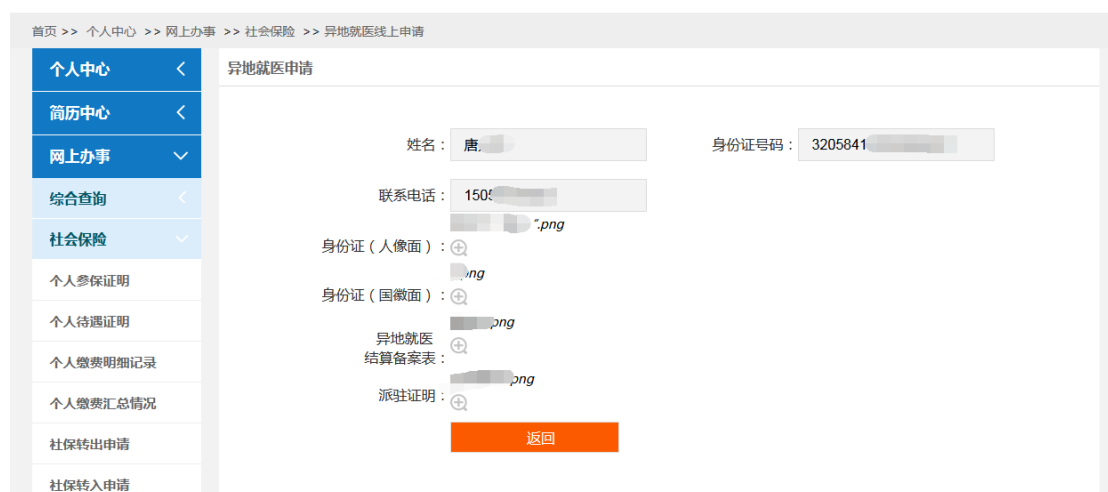 首页 >> 个人中心 >> 网上办事 >> 社会保险 >> 异地就医线上申请
个人中心
简历中心
网上办事
综合查询
社会保险
个人参保证明
个人待遇证明
个人缴费明细记录
个人缴费汇总情况
社保转出申请
社保转入申请
异地就医申请
姓名： 唐
身份证号码： 3205841
联系电话： 1505
.png
身份证（人像面）：
png
身份证（国徽面）：
png
异地就医
结算备案表：
png
派驻证明：
返回